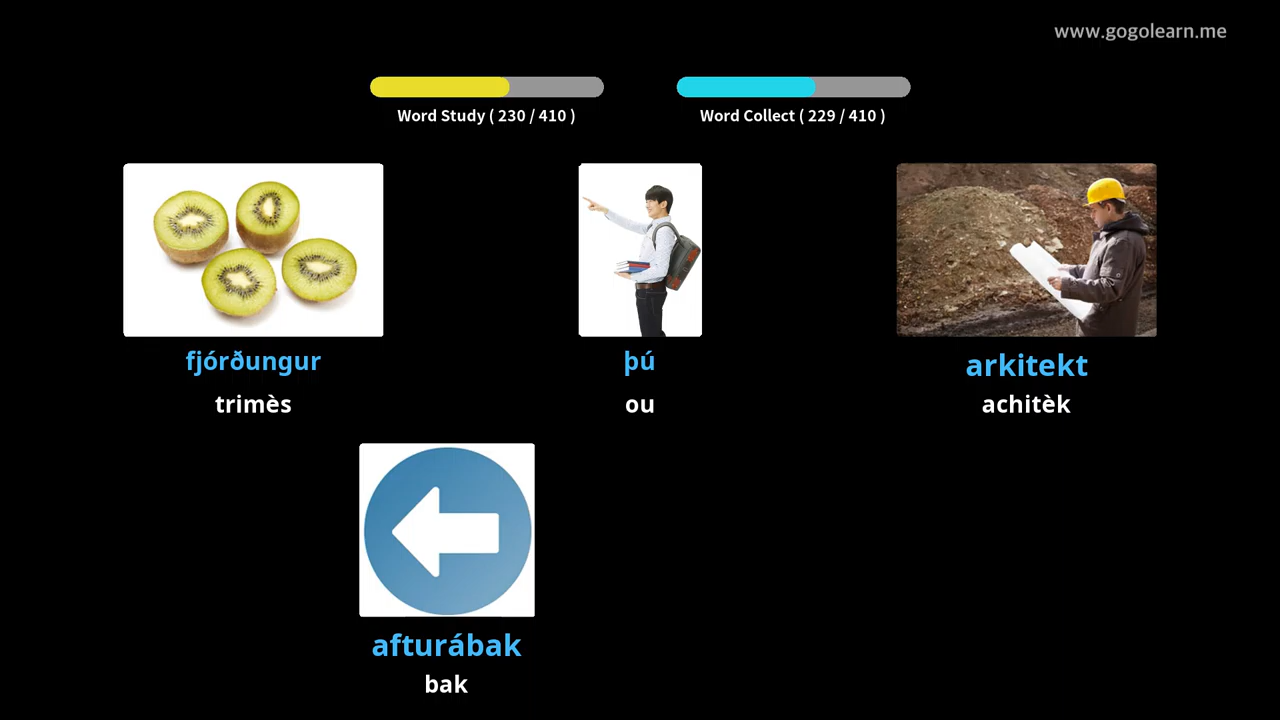 www.gogolearn.me
Word Study ( 230 / 410 )
Word Collect ( 229 / 410 )
fjórðungur
trimès
þú
ou
arkitekt
achitèk
afturábak
bak